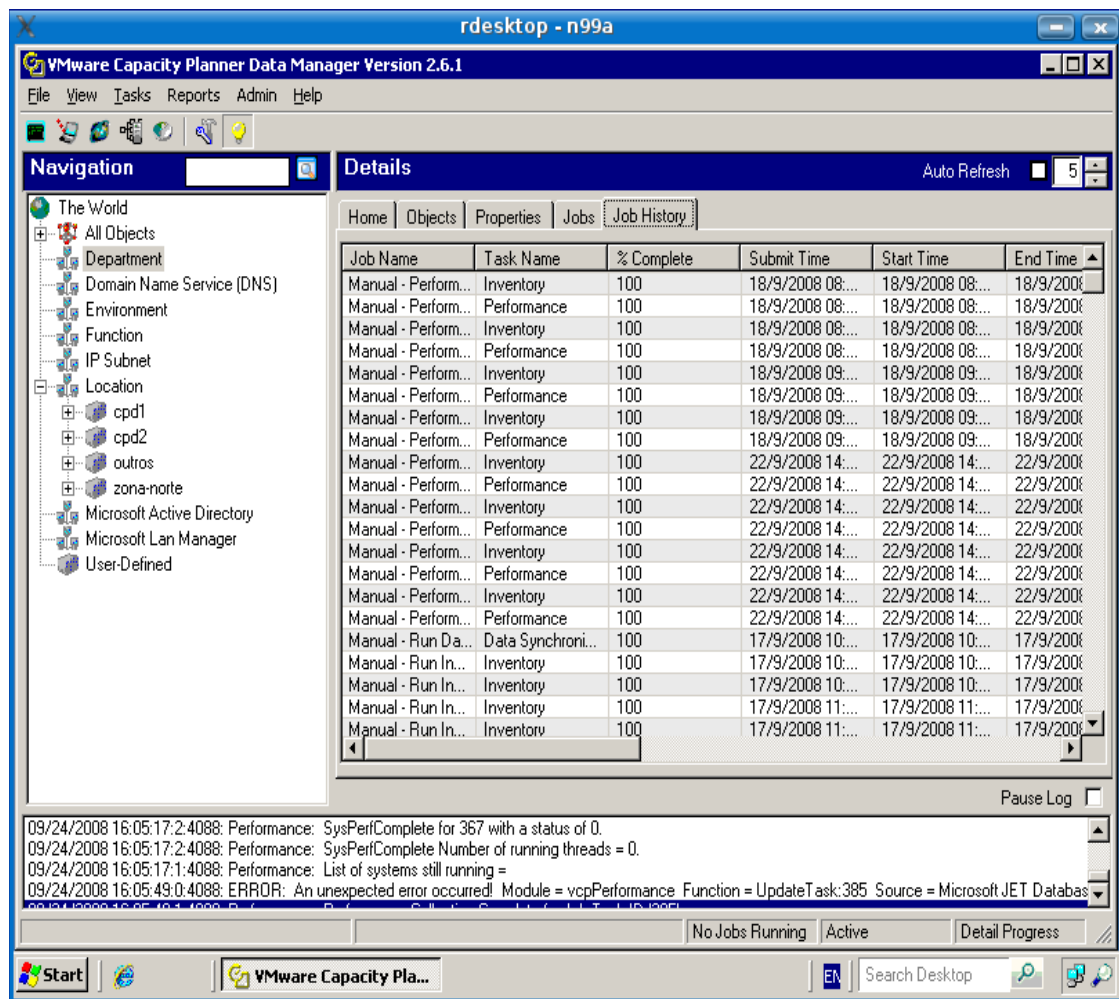 rdesktop - n99a
VMware Capacity Planner Data Manager Version 2.6.1
File View Tasks Reports Admin Help
Navigation
Details Auto Refresh 5
The World
All Objects
Department
Domain Name Service (DNS)
Environment
Function
IP Subnet
Location
cpd1
cpd2
outros
zona-norte
Microsoft Active Directory
Microsoft Lan Manager
User-Defined
Home Objects Properties Jobs Job History
Job Name Task Name % Complete Submit Time Start Time End Time
Manual - Perform... Inventory 100 18/9/2008 08:... 18/9/2008 08:... 18/9/2008
Manual - Perform... Performance 100 18/9/2008 08:... 18/9/2008 08:... 18/9/2008
Manual - Perform... Inventory 100 18/9/2008 08:... 18/9/2008 08:... 18/9/2008
Manual - Perform... Performance 100 18/9/2008 08:... 18/9/2008 08:... 18/9/2008
Manual - Perform... Inventory 100 18/9/2008 09:... 18/9/2008 09:... 18/9/2008
Manual - Perform... Performance 100 18/9/2008 09:... 18/9/2008 09:... 18/9/2008
Manual - Perform... Inventory 100 18/9/2008 09:... 18/9/2008 09:... 18/9/2008
Manual - Perform... Performance 100 18/9/2008 09:... 18/9/2008 09:... 18/9/2008
Manual - Perform... Inventory 100 22/9/2008 14:... 22/9/2008 14:... 22/9/2008
Manual - Perform... Performance 100 22/9/2008 14:... 22/9/2008 14:... 22/9/2008
Manual - Perform... Inventory 100 22/9/2008 14:... 22/9/2008 14:... 22/9/2008
Manual - Perform... Performance 100 22/9/2008 14:... 22/9/2008 14:... 22/9/2008
Manual - Perform... Inventory 100 22/9/2008 14:... 22/9/2008 14:... 22/9/2008
Manual - Perform... Performance 100 22/9/2008 14:... 22/9/2008 14:... 22/9/2008
Manual - Perform... Inventory 100 22/9/2008 14:... 22/9/2008 14:... 22/9/2008
Manual - Perform... Performance 100 22/9/2008 14:... 22/9/2008 14:... 22/9/2008
Manual - Run Da... Data Synchroni... 100 17/9/2008 10:... 17/9/2008 10:... 17/9/2008
Manual - Run In... Inventory 100 17/9/2008 10:... 17/9/2008 10:... 17/9/2008
Manual - Run In... Inventory 100 17/9/2008 10:... 17/9/2008 10:... 17/9/2008
Manual - Run In... Inventory 100 17/9/2008 11:... 17/9/2008 11:... 17/9/2008
Manual - Run In... Inventory 100 17/9/2008 11:... 17/9/2008 11:... 17/9/2008
Pause Log
09/24/2008 16:05:17:2:4088: Performance: SysPerfComplete for 367 with a status of 0.
09/24/2008 16:05:17:2:4088: Performance: SysPerfComplete Number of running threads = 0.
09/24/2008 16:05:17:1:4088: Performance: List of systems still running =
09/24/2008 16:05:49:0:4088: ERROR: An unexpected error occurred! Module = vcpPerformance Function = UpdateTask:385 Source = Microsoft JET Databas
No Jobs Running Active Detail Progress
Start VMware Capacity Pla... EN Search Desktop